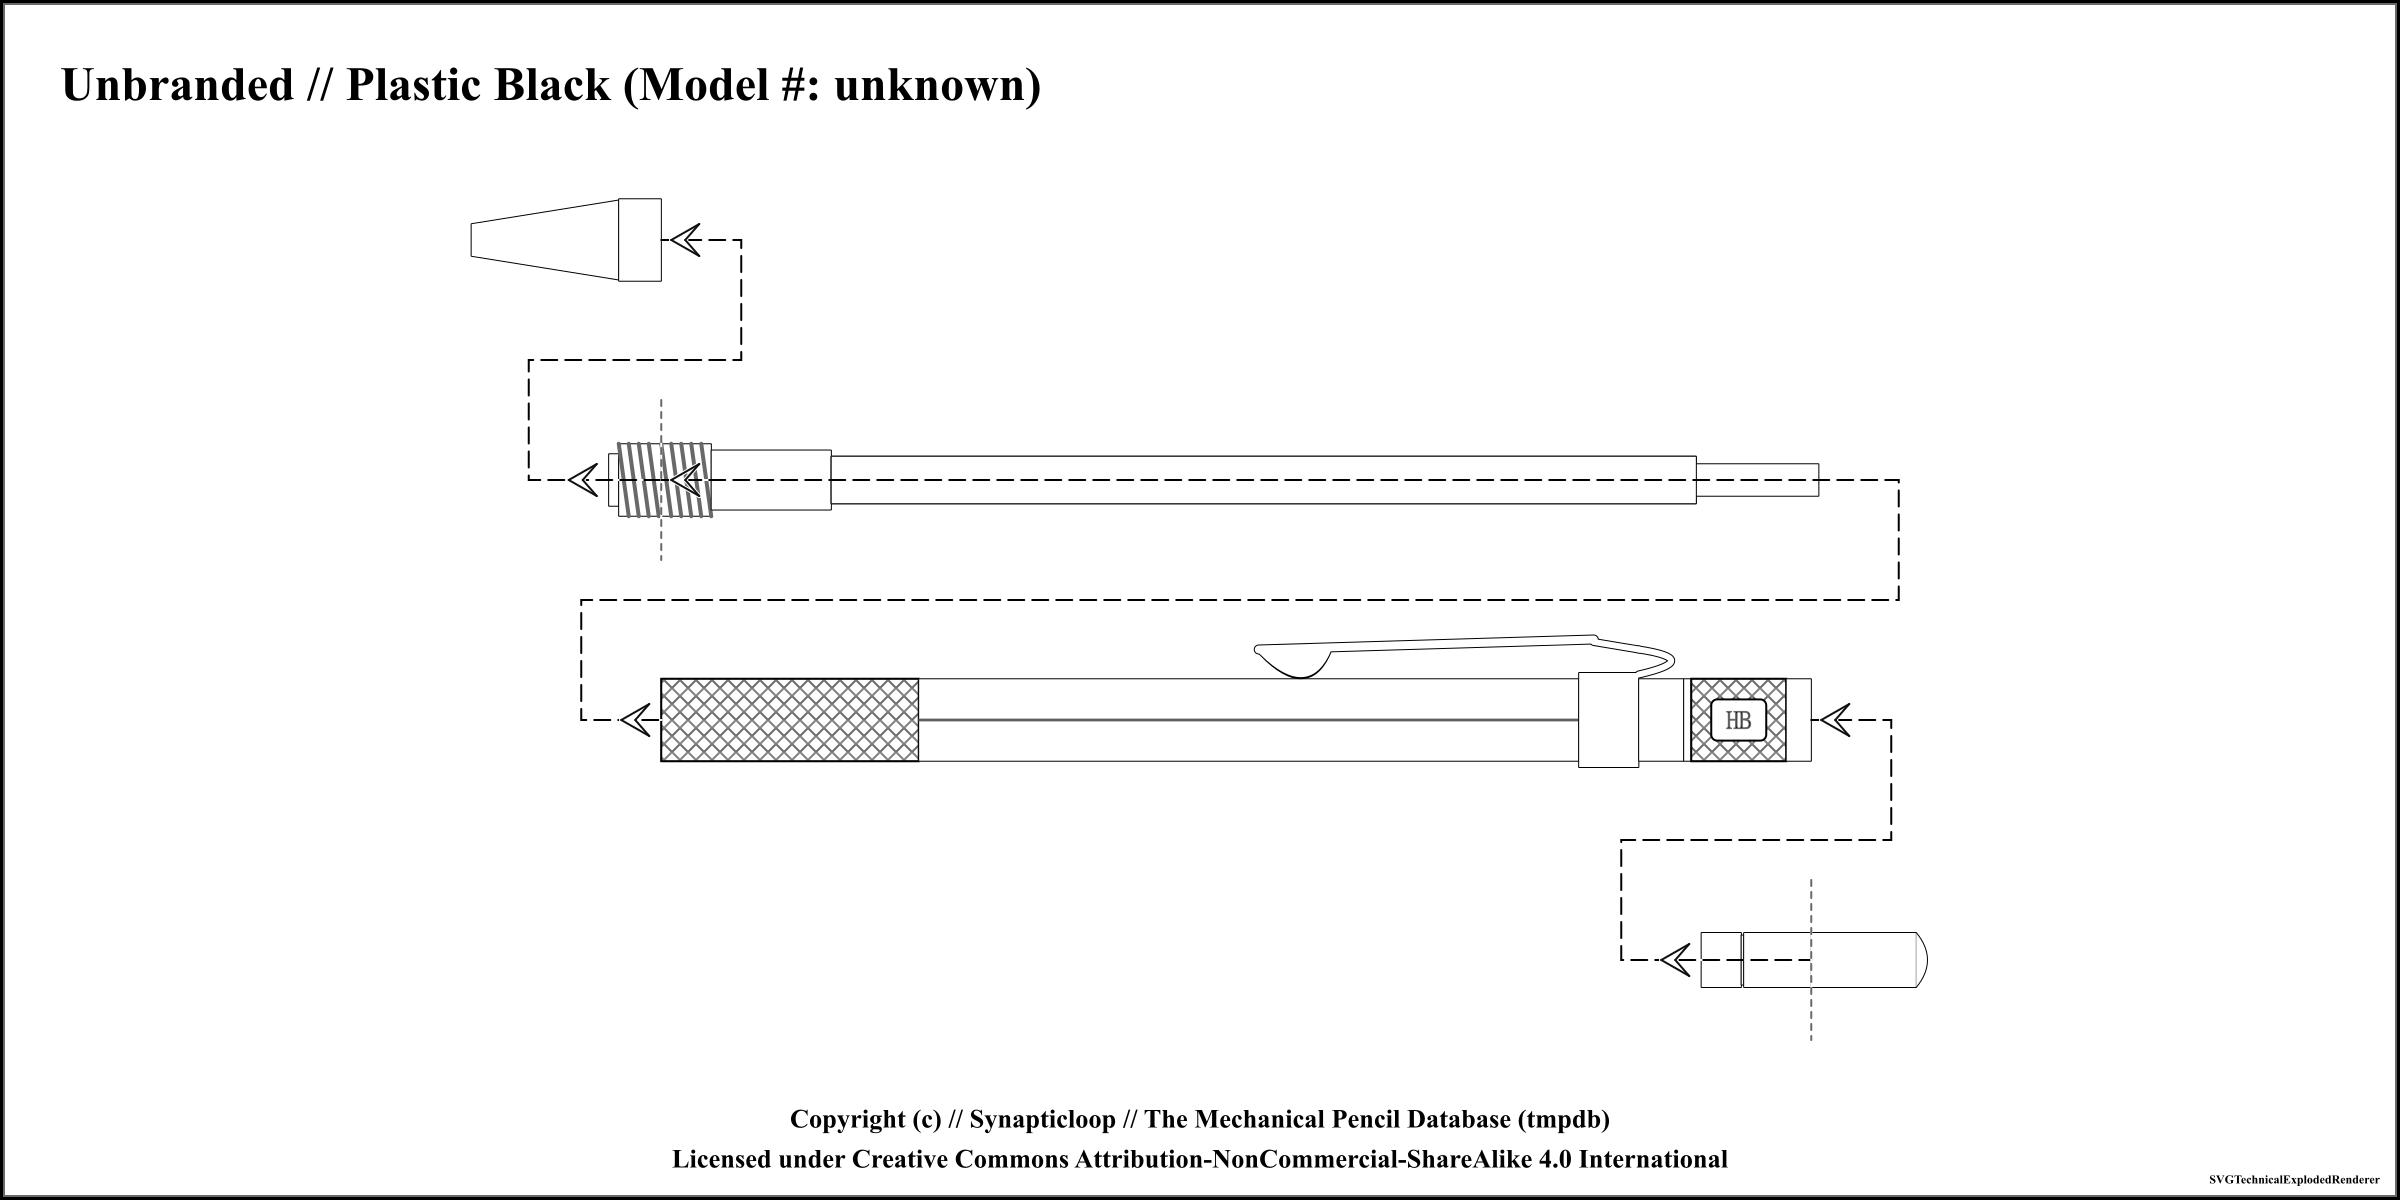 Unbranded // Plastic Black (Model #: unknown)
HB
Copyright (c) // Synapticloop // The Mechanical Pencil Database (tmpdb)
Licensed under Creative Commons Attribution-NonCommercial-ShareAlike 4.0 International
SVGTechnicalExplodedRenderer